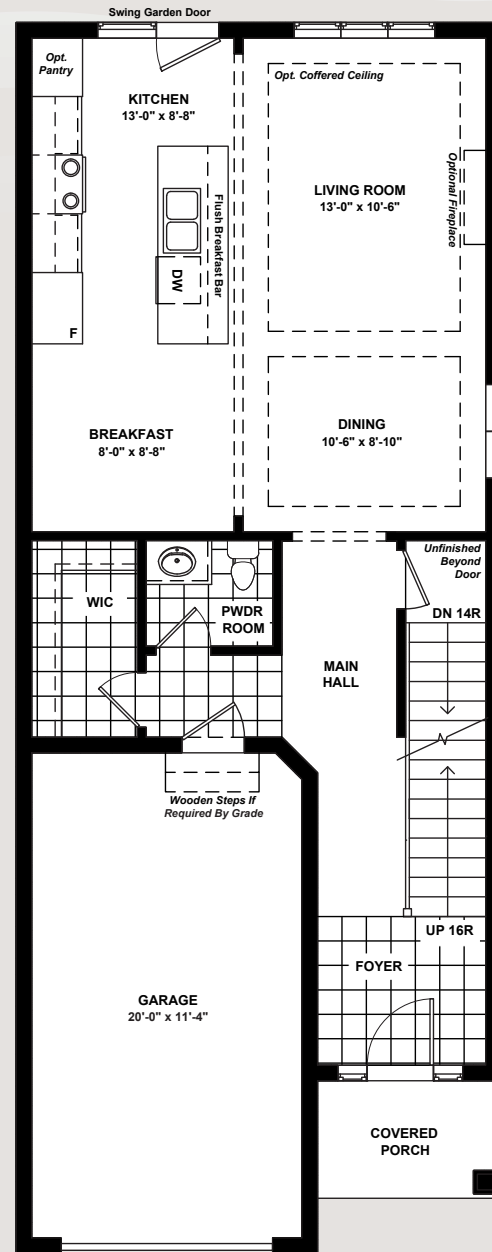 Swing Garden Door
Opt.
Pantry
KITCHEN
13'-0" x 8'-8"
Opt. Coffered Ceiling
LIVING ROOM
13'-0" x 10'-6"
Optional Fireplace
Flush Breakfast Bar
DW
F
BREAKFAST
8'-0" x 8'-8"
DINING
10'-6" x 8'-10"
WIC
PWDR
ROOM
MAIN
HALL
Unfinished
Beyond
Door
DN 14R
Wooden Steps If
Required By Grade
UP 16R
FOYER
GARAGE
20'-0" x 11'-4"
COVERED
PORCH